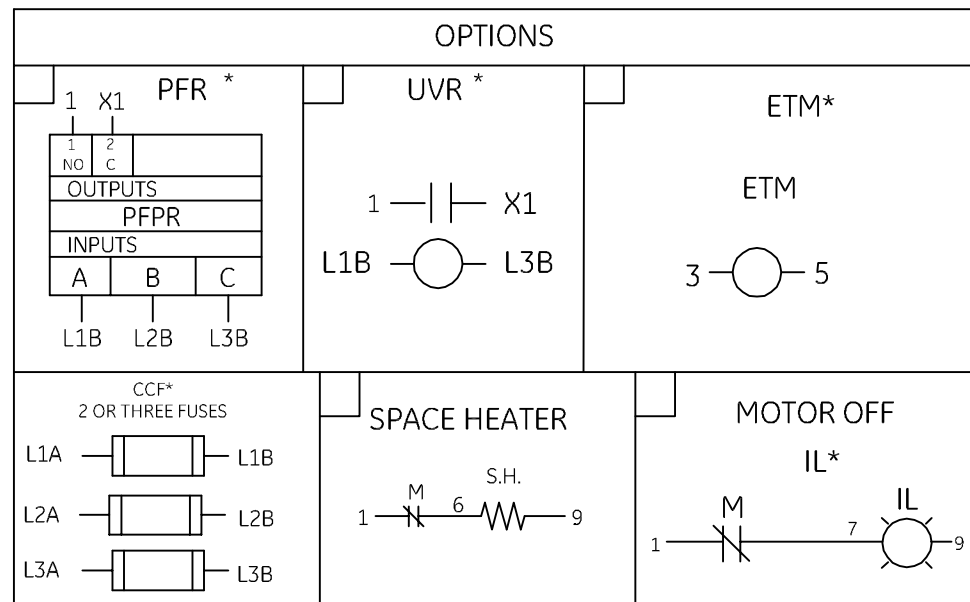 OPTIONS
PFR *
1 X1
1 2
NO C
OUTPUTS
PFPR
INPUTS
A B C
L1B L2B L3B
UVR *
1 X1
L1B L3B
ETM*
ETM
3 5
CCF*
2 OR THREE FUSES
L1A L1B
L2A L2B
L3A L3B
SPACE HEATER
S.H.
M
1 6 9
MOTOR OFF
IL*
M IL
1 7 9